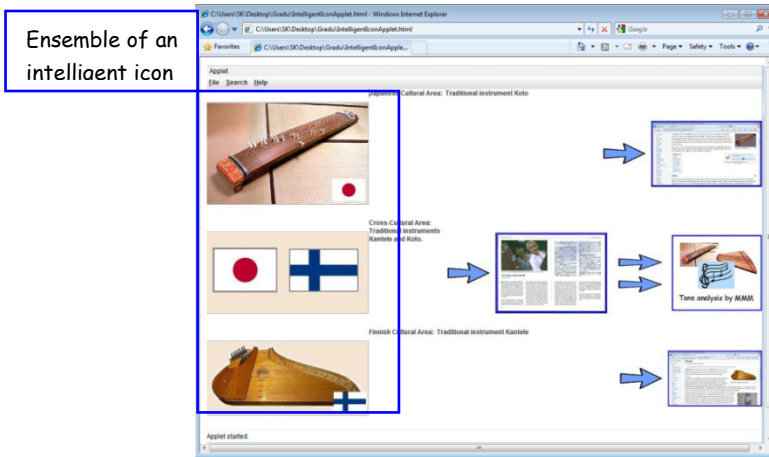 Ensemble of an
intelligent icon
C:\Users\SK\Desktop\Gradu\IntelligentIconApplet.html - Windows Internet Explorer
C:\Users\SK\Desktop\Gradu\IntelligentIconApplet.html
Google
Favorites
C:\Users\SK\Desktop\Gradu\IntelligentIconApple...
Page
Safety
Tools
Applet
File Search Help
Japanese Cultural Area: Traditional instrument Koto
Cross-Cultural Area:
Traditional instruments
Kantele and Koto.
Tone analysis by MMM
Finnish Cultural Area: Traditional instrument Kantele
Applet started.